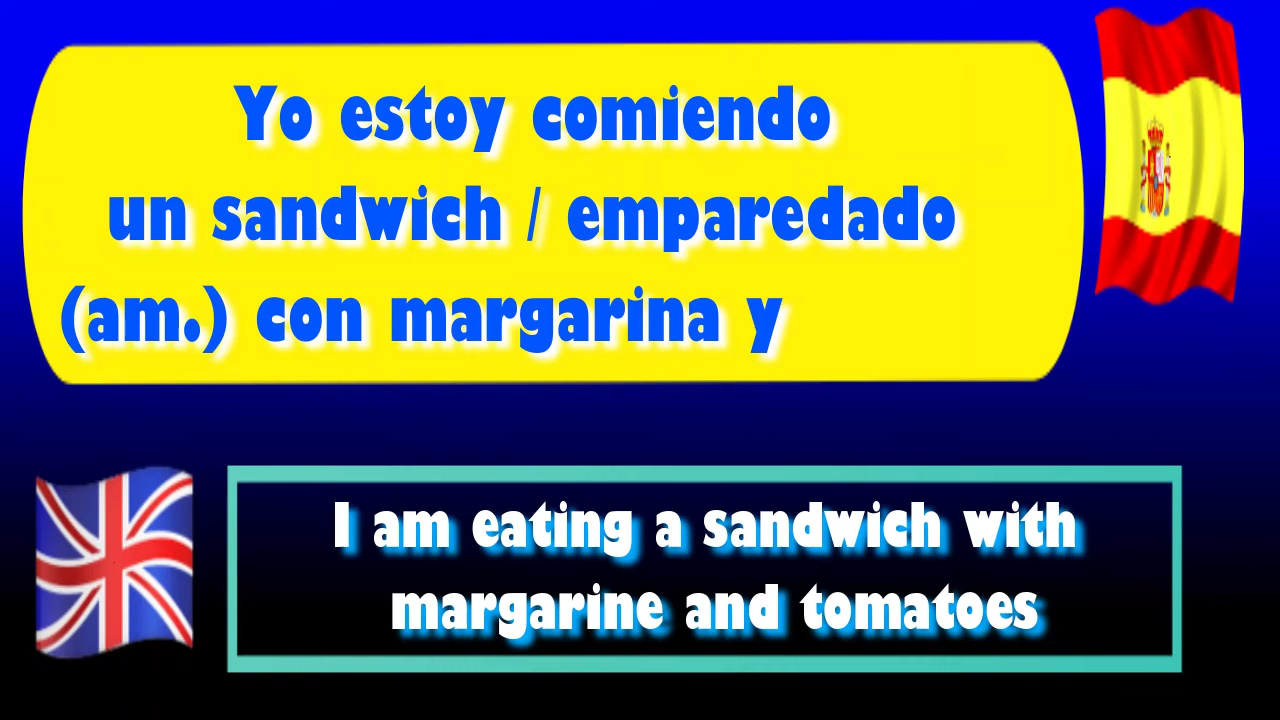 Yo estoy comiendo
un sandwich / emparedado
(am.) con margarina y
I am eating a sandwich with
margarine and tomatoes